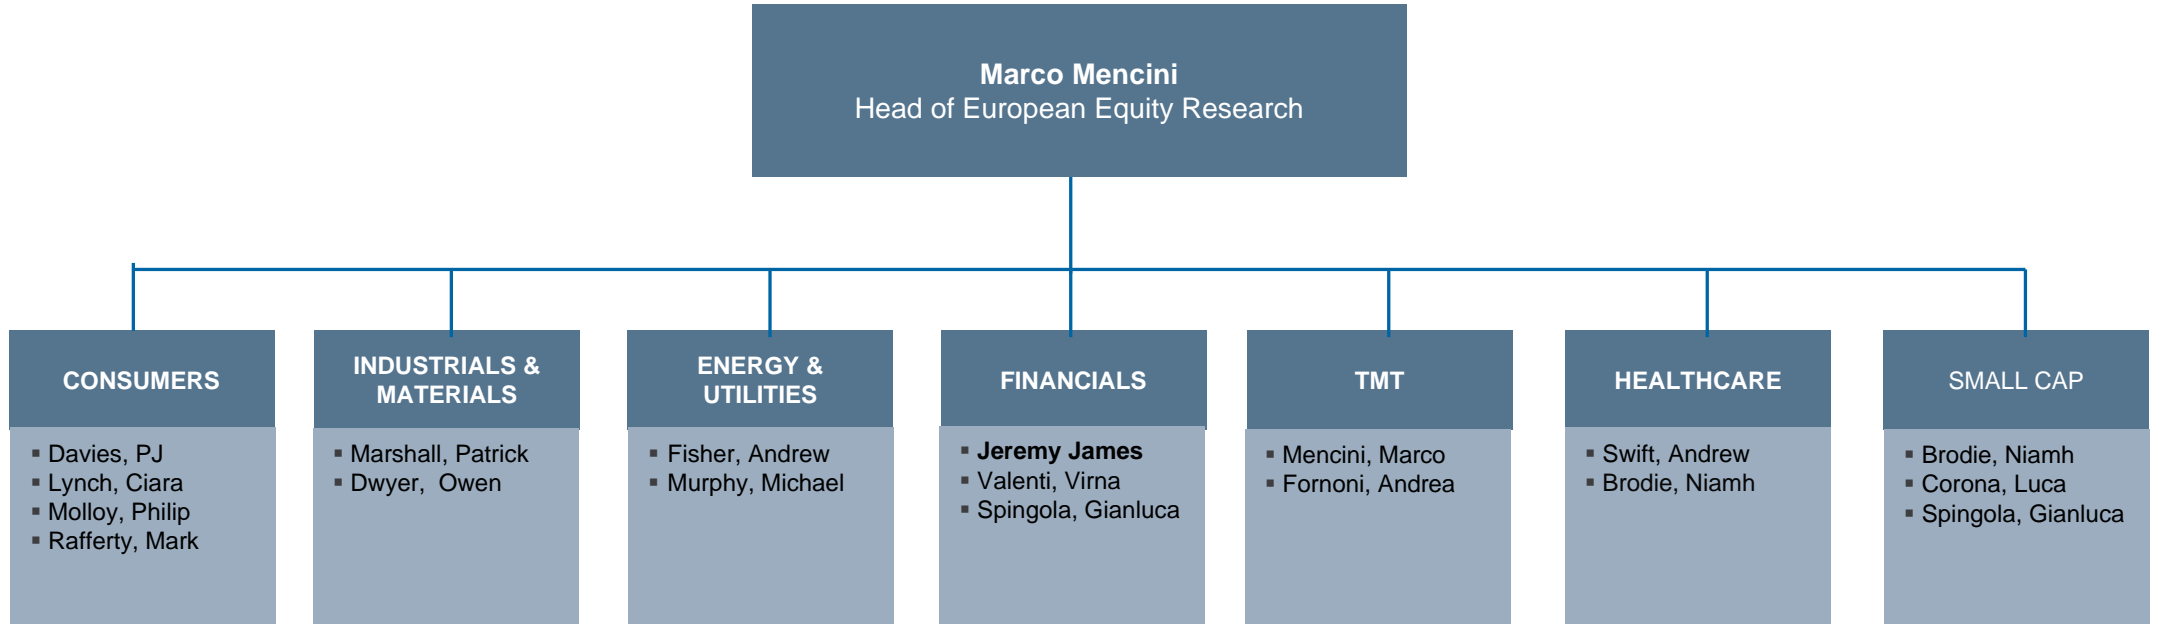 Marco Mencini
Head of European Equity Research
CONSUMERS
▪ Davies, PJ
▪ Lynch, Ciara
▪ Molloy, Philip
▪ Rafferty, Mark
INDUSTRIALS &
MATERIALS
▪ Marshall, Patrick
▪ Dwyer, Owen
ENERGY &
UTILITIES
▪ Fisher, Andrew
▪ Murphy, Michael
FINANCIALS
▪ Jeremy James
▪ Valenti, Virna
▪ Spingola, Gianluca
TMT
▪ Mencini, Marco
▪ Fornoni, Andrea
HEALTHCARE
▪ Swift, Andrew
▪ Brodie, Niamh
SMALL CAP
▪ Brodie, Niamh
▪ Corona, Luca
▪ Spingola, Gianluca